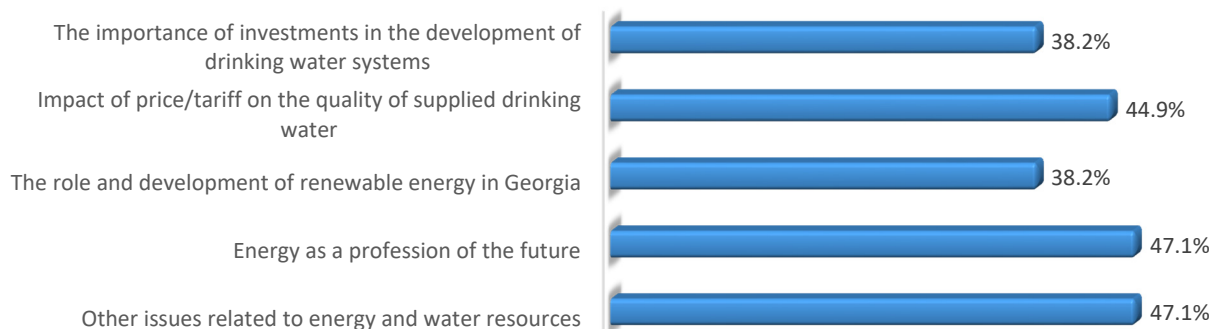 The importance of investments in the development of
drinking water systems
38.2%
Impact of price/tariff on the quality of supplied drinking
water
44.9%
The role and development of renewable energy in Georgia
38.2%
Energy as a profession of the future
47.1%
Other issues related to energy and water resources
47.1%